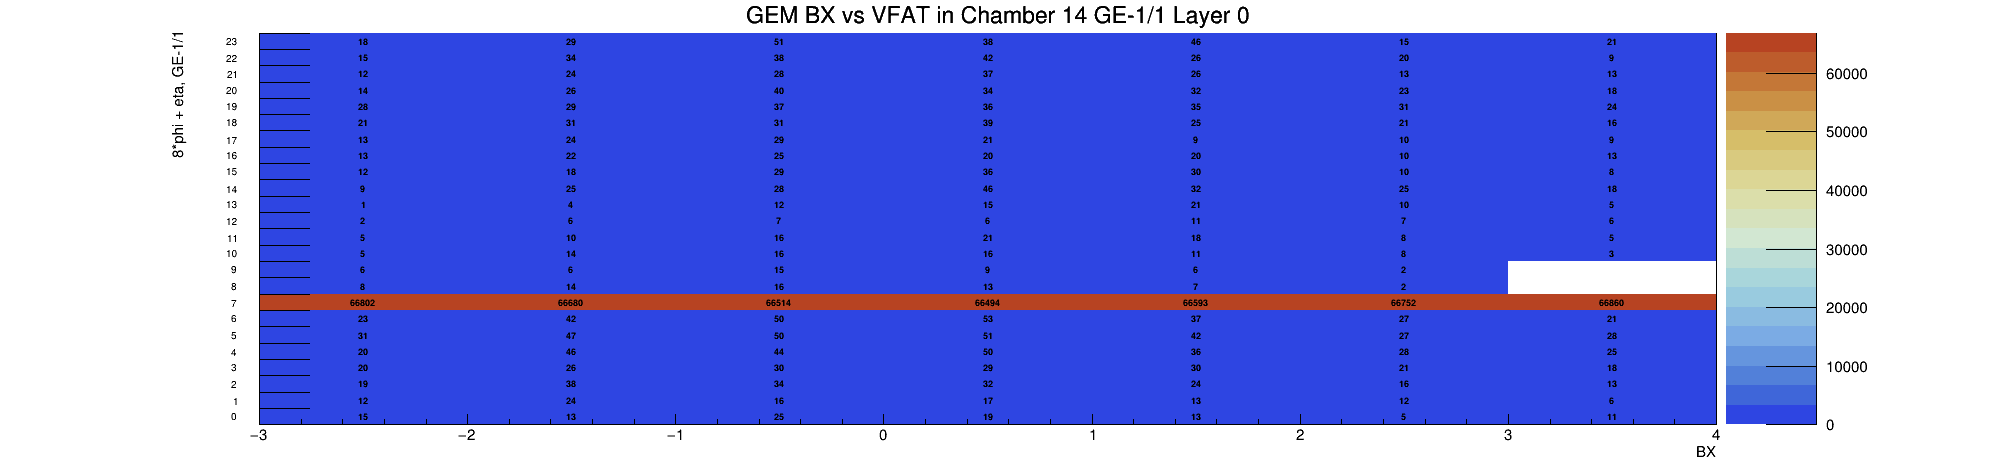 GEM BX vs VFAT in Chamber 14 GE-1/1 Layer 0
8*phi + eta, GE-1/1
23 18 29 51 38 46 15 21
22 15 34 38 42 26 20 9
21 12 24 28 37 26 13 13
20 14 26 40 34 32 23 18
19 28 29 37 36 35 31 24
18 21 31 31 39 25 21 16
17 13 24 29 21 9 10 9
16 13 22 25 20 20 10 13
15 12 18 29 36 30 10 8
14 9 25 28 46 32 25 18
13 1 4 12 15 21 10 5
12 2 6 7 6 11 7 6
11 5 10 16 21 18 8 5
10 5 14 16 16 11 8 3
9 6 6 15 9 6 2
8 8 14 16 13 7 2
7 66802 66680 66514 66494 66593 66752 66860
6 23 42 50 53 37 27 21
5 31 47 50 51 42 27 28
4 20 46 44 50 36 28 25
3 20 26 30 29 30 21 18
2 19 38 34 32 24 16 13
1 12 24 16 17 13 12 6
0 15 13 25 19 13 5 11
−3 −2 −1 0 1 2 3 4
BX
60000
50000
40000
30000
20000
10000
0